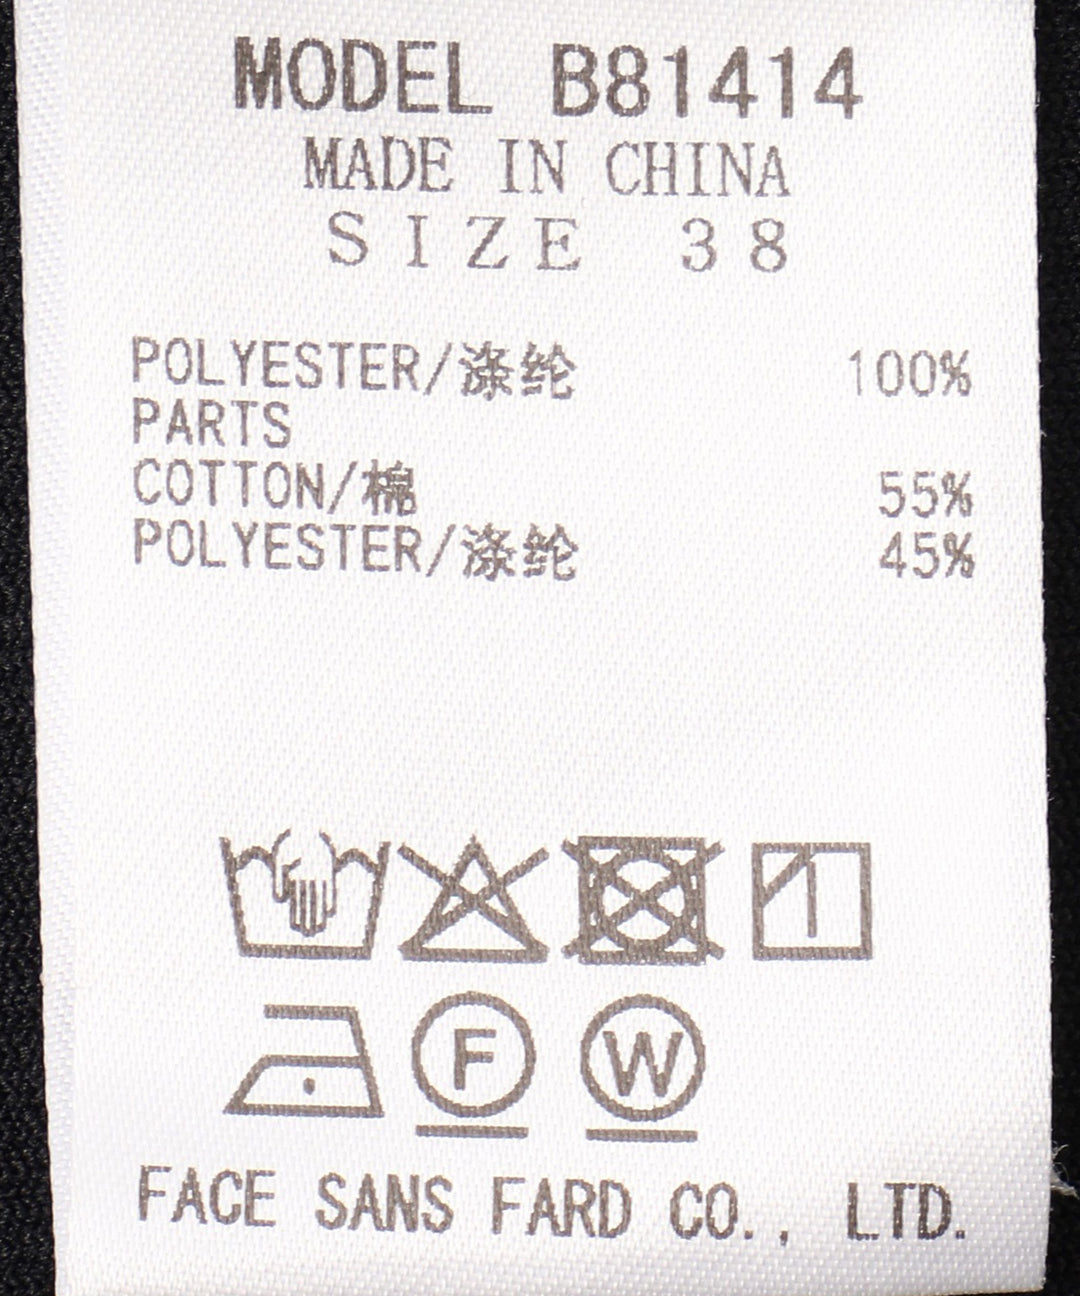 MODEL B81414
MADE IN CHINA
SIZE 38
POLYESTER/涤纶 100%
PARTS
COTTON/棉 55%
POLYESTER/涤纶 45%
F W
FACE SANS FARD CO., LTD.